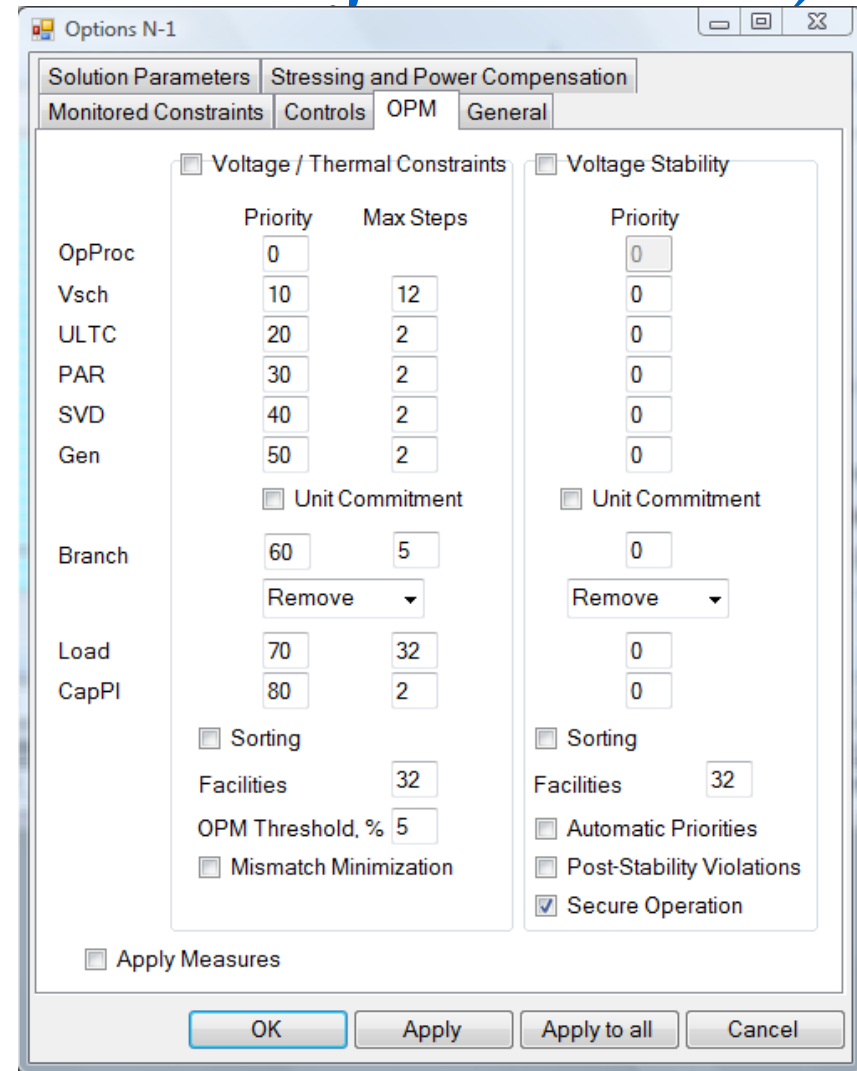 Options N-1
Solution Parameters Stressing and Power Compensation
Monitored Constraints Controls OPM General
Voltage / Thermal Constraints Voltage Stability
Priority Max Steps Priority
OpProc 0 0
Vsch 10 12 0
ULTC 20 2 0
PAR 30 2 0
SVD 40 2 0
Gen 50 2 0
Unit Commitment Unit Commitment
Branch 60 5 0
Remove Remove
Load 70 32 0
CapPl 80 2 0
Sorting Sorting
Facilities 32 Facilities 32
OPM Threshold, % 5 Automatic Priorities
Mismatch Minimization Post-Stability Violations
Secure Operation
Apply Measures
OK Apply Apply to all Cancel